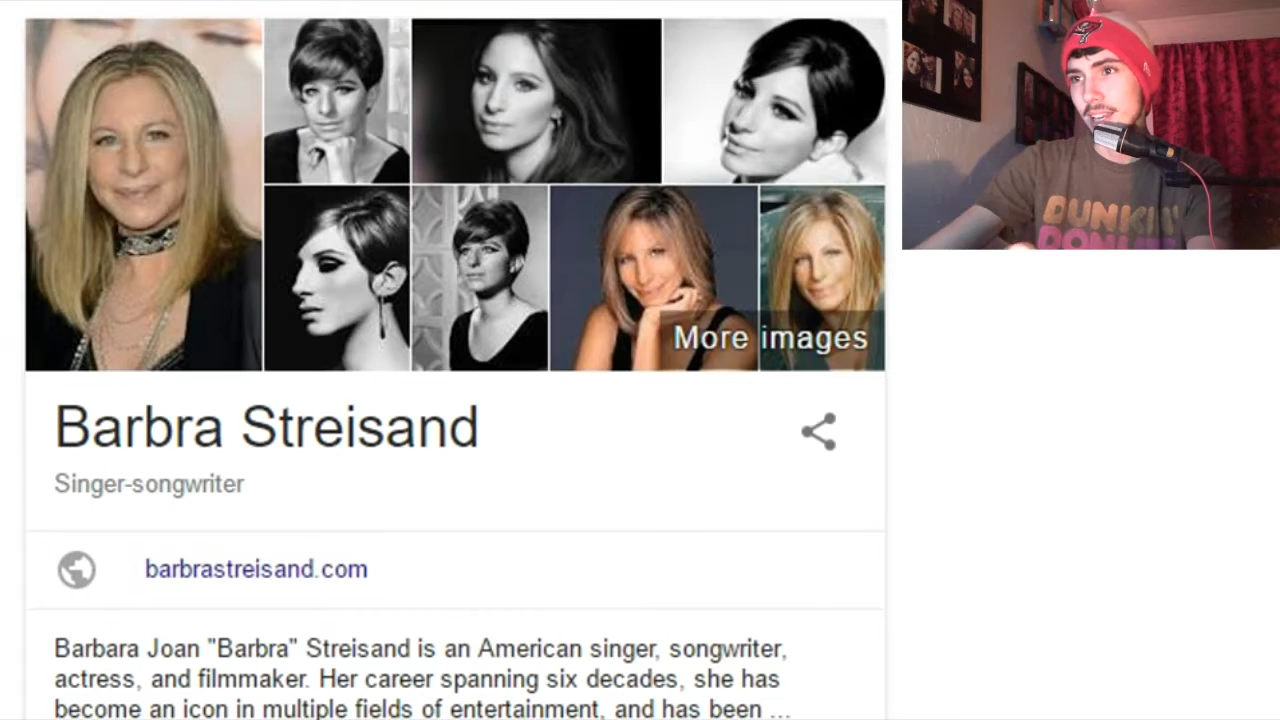 More images
Barbra Streisand
Singer-songwriter
barbrastreisand.com
Barbara Joan "Barbra" Streisand is an American singer, songwriter,
actress, and filmmaker. Her career spanning six decades, she has
become an icon in multiple fields of entertainment, and has been ...
DUNKIN'
DONUTS